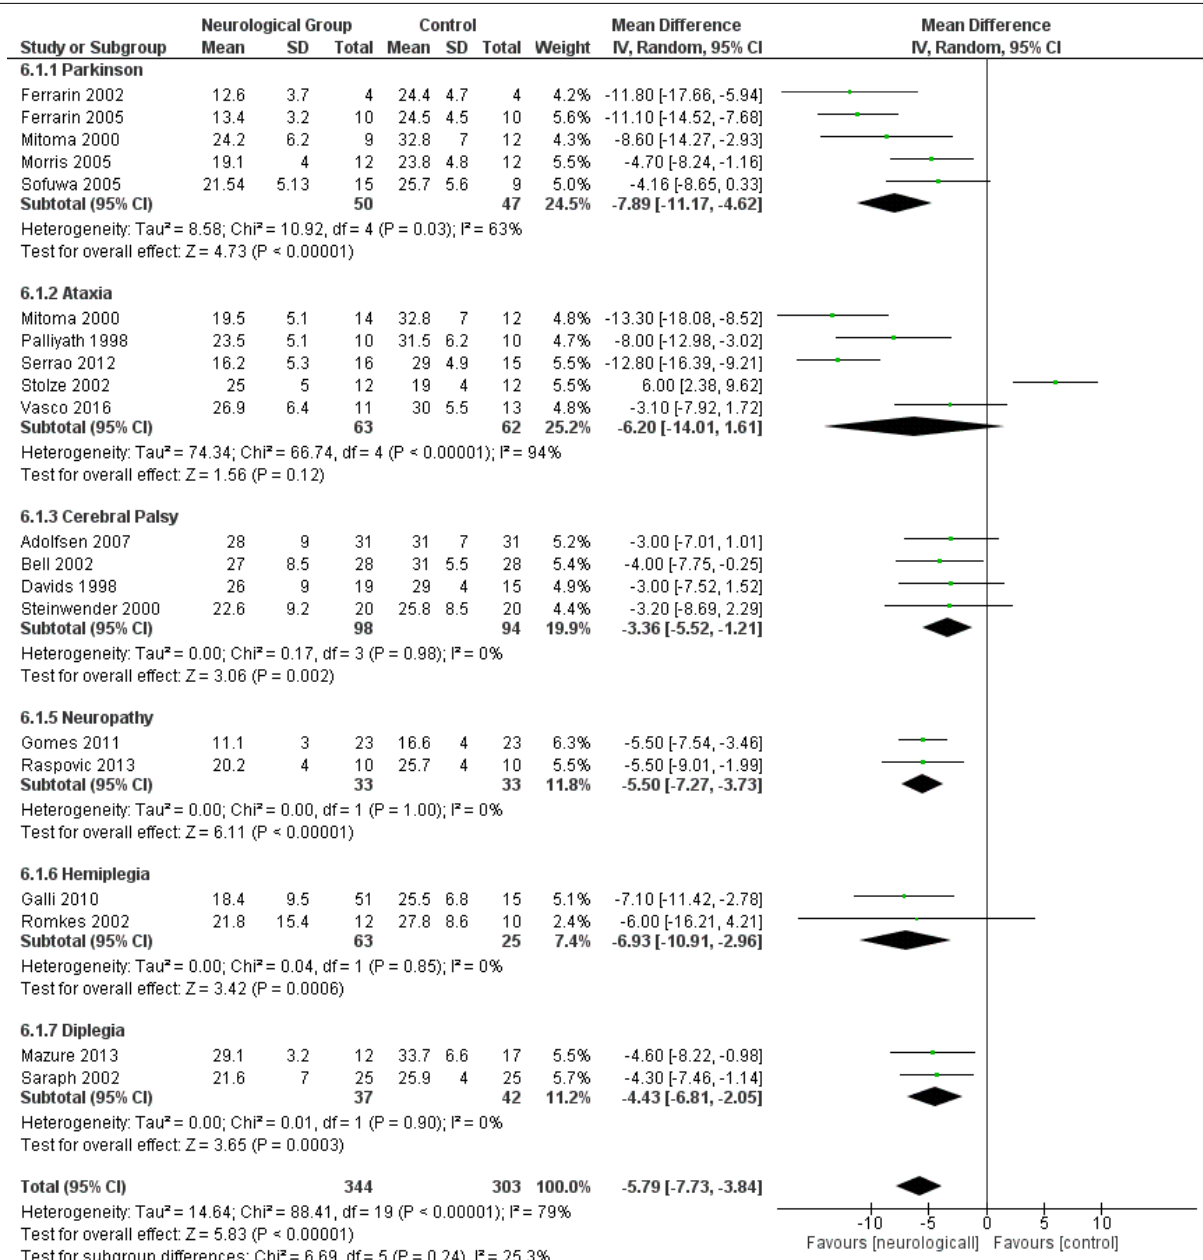 Neurological Group Control Mean Difference Mean Difference
Study or Subgroup Mean SD Total Mean SD Total Weight IV, Random, 95% CI IV, Random, 95% CI
6.1.1 Parkinson
Ferrarin 2002 12.6 3.7 4 24.4 4.7 4 4.2% -11.80 [-17.66, -5.94]
Ferrarin 2005 13.4 3.2 10 24.5 4.5 10 5.6% -11.10 [-14.52, -7.68]
Mitoma 2000 24.2 6.2 9 32.8 7 12 4.3% -8.60 [-14.27, -2.93]
Morris 2005 19.1 4 12 23.8 4.8 12 5.5% -4.70 [-8.24, -1.16]
Sofuwa 2005 21.54 5.13 15 25.7 5.6 9 5.0% -4.16 [-8.65, 0.33]
Subtotal (95% CI) 50 47 24.5% -7.89 [-11.17, -4.62]
Heterogeneity: Tau² = 8.58; Chi² = 10.92, df = 4 (P = 0.03); I² = 63%
Test for overall effect: Z = 4.73 (P < 0.00001)
6.1.2 Ataxia
Mitoma 2000 19.5 5.1 14 32.8 7 12 4.8% -13.30 [-18.08, -8.52]
Palliyath 1998 23.5 5.1 10 31.5 6.2 10 4.7% -8.00 [-12.98, -3.02]
Serrao 2012 16.2 5.3 16 29 4.9 15 5.5% -12.80 [-16.39, -9.21]
Stolze 2002 25 5 12 19 4 12 5.5% 6.00 [2.38, 9.62]
Vasco 2016 26.9 6.4 11 30 5.5 13 4.8% -3.10 [-7.92, 1.72]
Subtotal (95% CI) 63 62 25.2% -6.20 [-14.01, 1.61]
Heterogeneity: Tau² = 74.34; Chi² = 66.74, df = 4 (P < 0.00001); I² = 94%
Test for overall effect: Z = 1.56 (P = 0.12)
6.1.3 Cerebral Palsy
Adolfsen 2007 28 9 31 31 7 31 5.2% -3.00 [-7.01, 1.01]
Bell 2002 27 8.5 28 31 5.5 28 5.4% -4.00 [-7.75, -0.25]
Davids 1998 26 9 19 29 4 15 4.9% -3.00 [-7.52, 1.52]
Steinwender 2000 22.6 9.2 20 25.8 8.5 20 4.4% -3.20 [-8.69, 2.29]
Subtotal (95% CI) 98 94 19.9% -3.36 [-5.52, -1.21]
Heterogeneity: Tau² = 0.00; Chi² = 0.17, df = 3 (P = 0.98); I² = 0%
Test for overall effect: Z = 3.06 (P = 0.002)
6.1.5 Neuropathy
Gomes 2011 11.1 3 23 16.6 4 23 6.3% -5.50 [-7.54, -3.46]
Raspovic 2013 20.2 4 10 25.7 4 10 5.5% -5.50 [-9.01, -1.99]
Subtotal (95% CI) 33 33 11.8% -5.50 [-7.27, -3.73]
Heterogeneity: Tau² = 0.00; Chi² = 0.00, df = 1 (P = 1.00); I² = 0%
Test for overall effect: Z = 6.11 (P < 0.00001)
6.1.6 Hemiplegia
Galli 2010 18.4 9.5 51 25.5 6.8 15 5.1% -7.10 [-11.42, -2.78]
Romkes 2002 21.8 15.4 12 27.8 8.6 10 2.4% -6.00 [-16.21, 4.21]
Subtotal (95% CI) 63 25 7.4% -6.93 [-10.91, -2.96]
Heterogeneity: Tau² = 0.00; Chi² = 0.04, df = 1 (P = 0.85); I² = 0%
Test for overall effect: Z = 3.42 (P = 0.0006)
6.1.7 Diplegia
Mazure 2013 29.1 3.2 12 33.7 6.6 17 5.5% -4.60 [-8.22, -0.98]
Saraph 2002 21.6 7 25 25.9 4 25 5.7% -4.30 [-7.46, -1.14]
Subtotal (95% CI) 37 42 11.2% -4.43 [-6.81, -2.05]
Heterogeneity: Tau² = 0.00; Chi² = 0.01, df = 1 (P = 0.90); I² = 0%
Test for overall effect: Z = 3.65 (P = 0.0003)
Total (95% CI) 344 303 100.0% -5.79 [-7.73, -3.84]
Heterogeneity: Tau² = 14.64; Chi² = 88.41, df = 19 (P < 0.00001); I² = 79%
Test for overall effect: Z = 5.83 (P < 0.00001)
Test for subgroup differences: Chi² = 6.69, df = 5 (P = 0.24), I² = 25.3%
-10 -5 0 5 10
Favours [neurologicall] Favours [control]